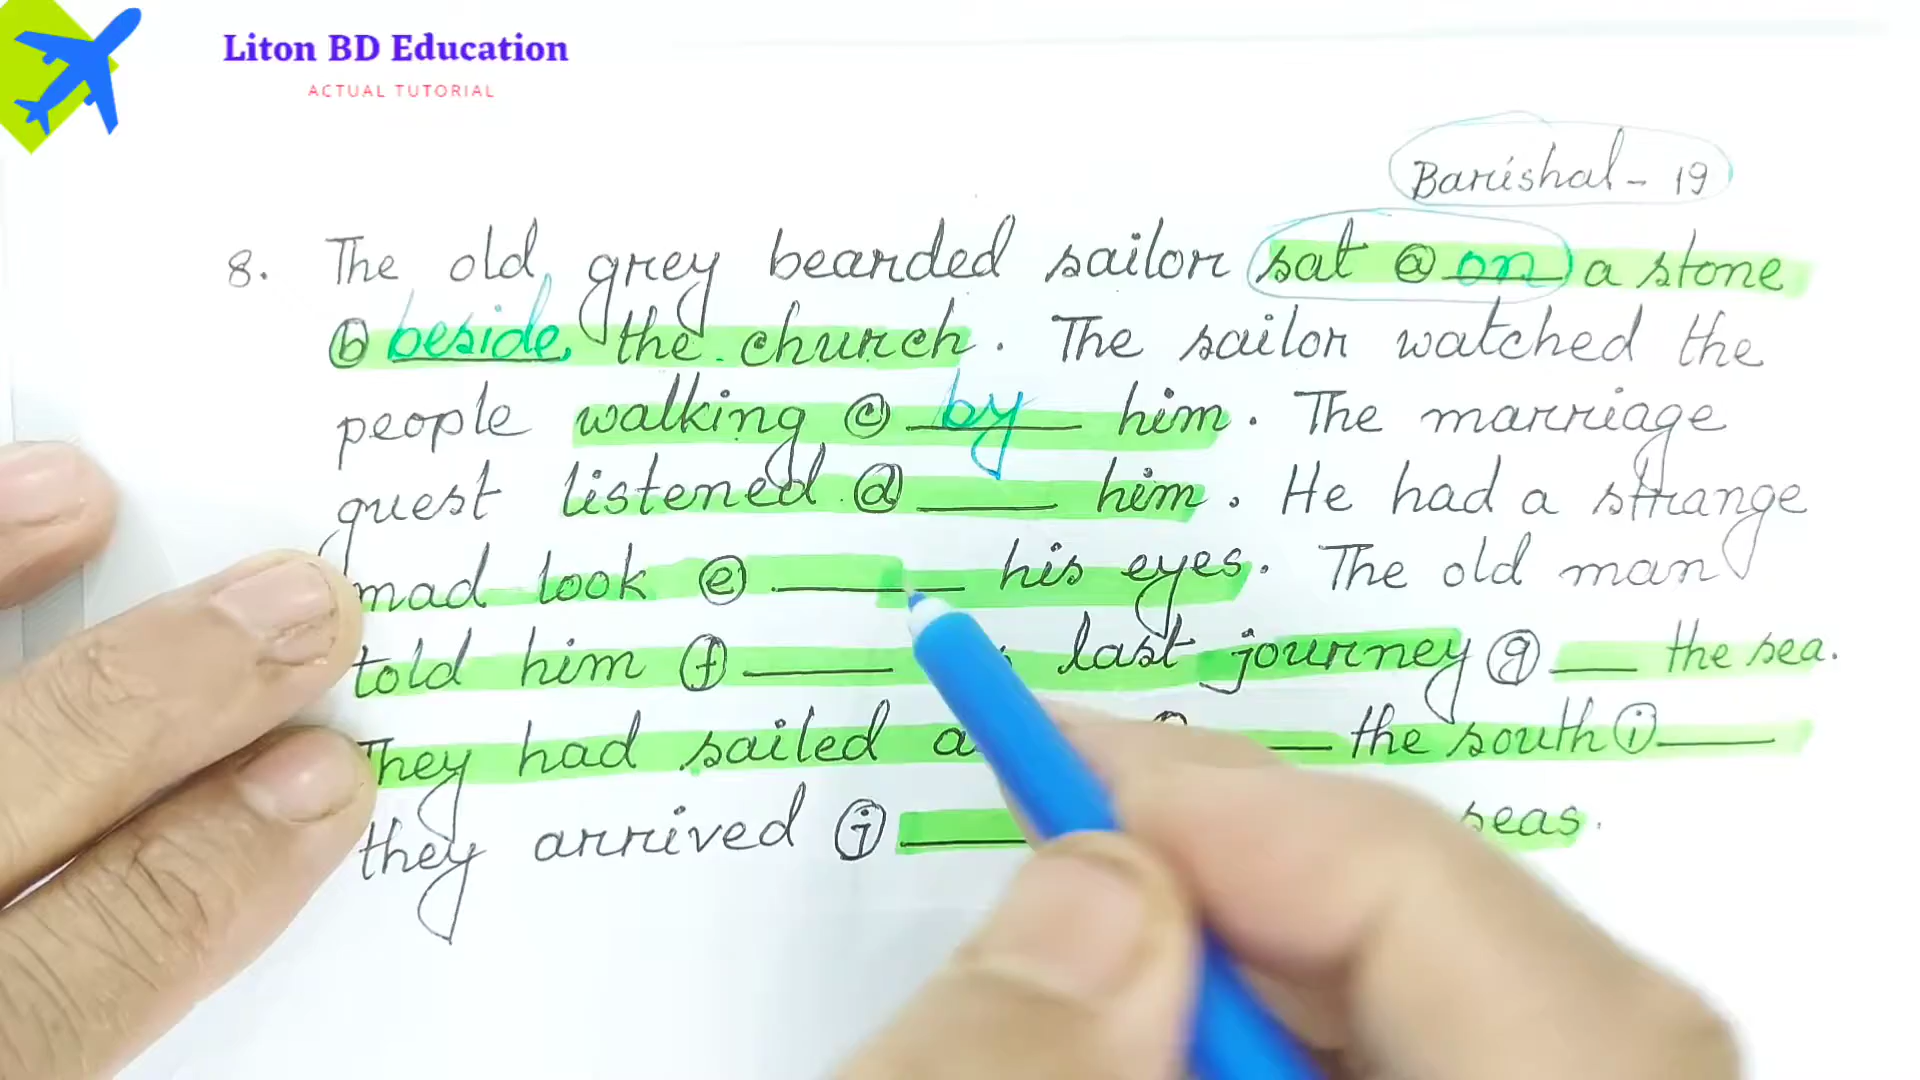 Liton BD Education
ACTUAL TUTORIAL
Barishal - 19
8. The old grey bearded sailor sat (a) on a stone
(b) beside the church. The sailor watched the
people walking (c) by him. The marriage
guest listened (d) ____ him. He had a strange
mad look (e) ____ his eyes. The old man
told him (f) ____ last journey (g) ____ the sea.
They had sailed ____ the south (i) ____
they arrived (j) ____ seas.